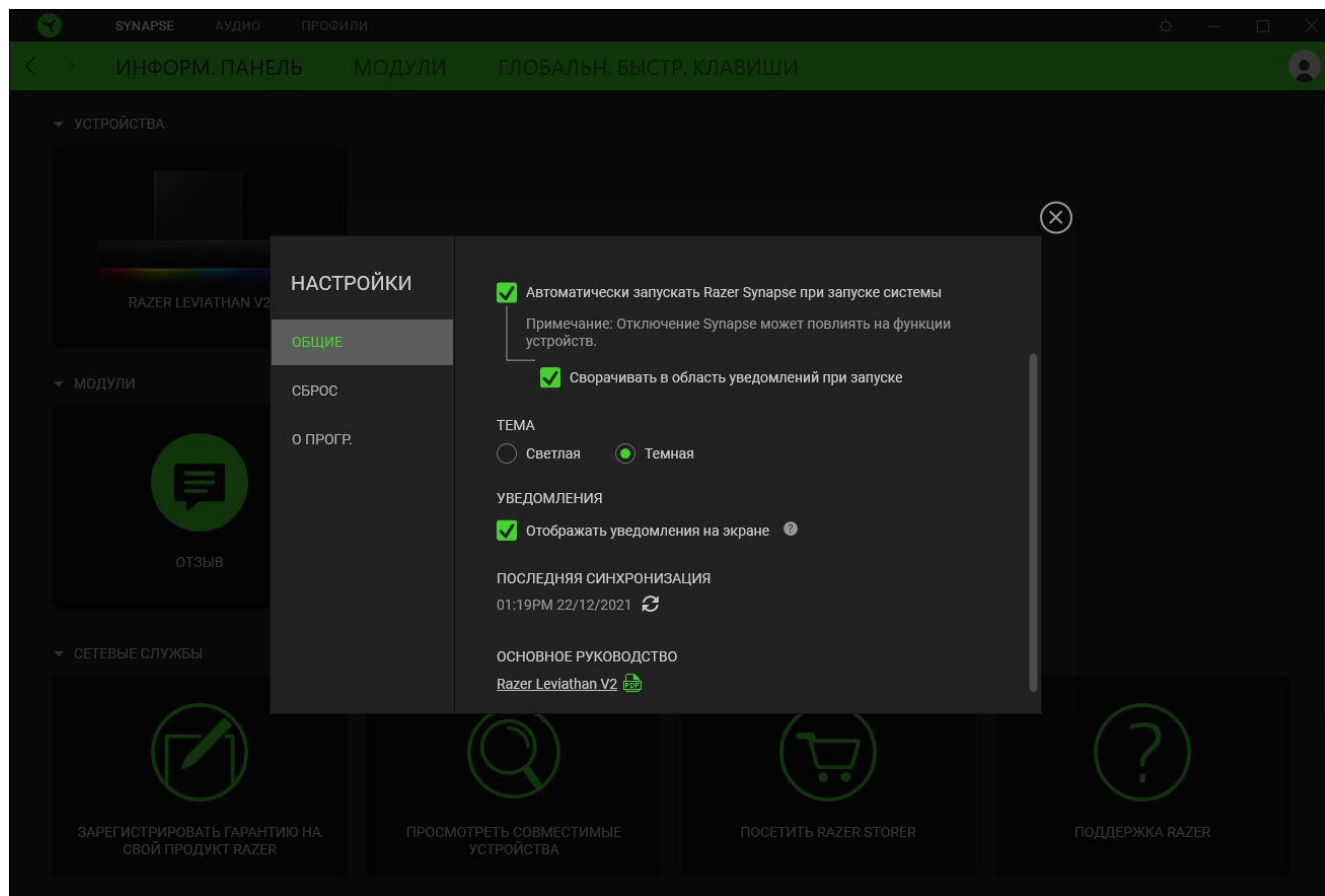 SYNAPSE АУДИО ПРОФИЛИ
ИНФОРМ. ПАНЕЛЬ МОДУЛИ ГЛОБАЛЬН. БЫСТР. КЛАВИШИ
УСТРОЙСТВА
RAZER LEVIATHAN V2
МОДУЛИ
ОТЗЫВ
СЕТЕВЫЕ СЛУЖБЫ
ЗАРЕГИСТРИРОВАТЬ ГАРАНТИЮ НА
СВОЙ ПРОДУКТ RAZER
ПРОСМОТРЕТЬ СОВМЕСТИМЫЕ
УСТРОЙСТВА
ПОСЕТИТЬ RAZER STORER
ПОДДЕРЖКА RAZER
НАСТРОЙКИ
ОБЩИЕ
СБРОС
О ПРОГР.
Автоматически запускать Razer Synapse при запуске системы
Примечание: Отключение Synapse может повлиять на функции
устройств.
Сворачивать в область уведомлений при запуске
ТЕМА
Светлая Темная
УВЕДОМЛЕНИЯ
Отображать уведомления на экране ?
ПОСЛЕДНЯЯ СИНХРОНИЗАЦИЯ
01:19PM 22/12/2021
ОСНОВНОЕ РУКОВОДСТВО
Razer Leviathan V2 PDF